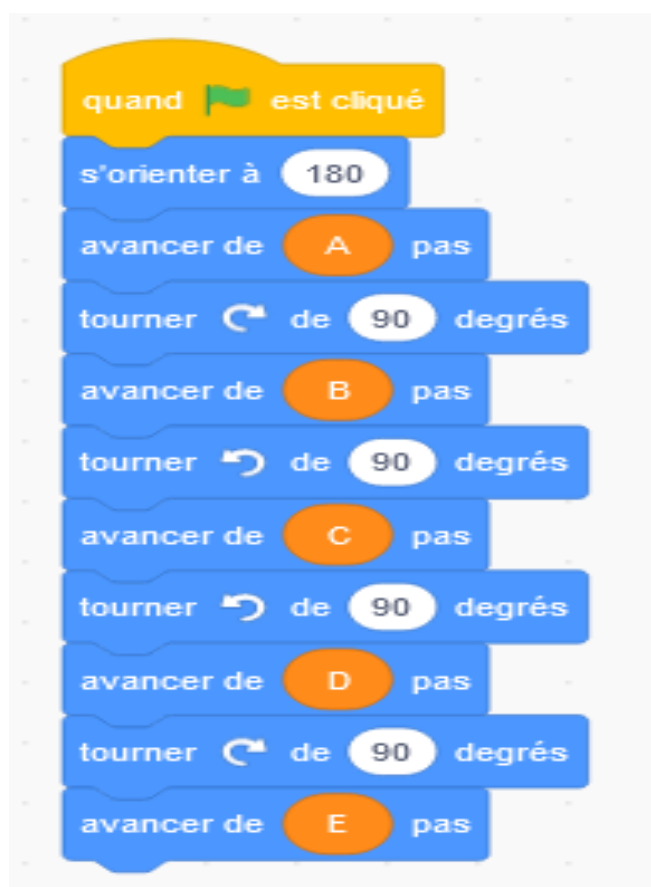 quand est cliqué
s'orienter à 180
avancer de A pas
tourner de 90 degrés
avancer de B pas
tourner de 90 degrés
avancer de C pas
tourner de 90 degrés
avancer de D pas
tourner de 90 degrés
avancer de E pas